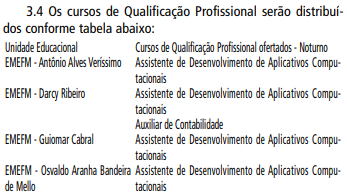 3.4 Os cursos de Qualificação Profissional serão distribuí-
dos conforme tabela abaixo:
Unidade Educacional Cursos de Qualificação Profissional ofertados - Noturno
EMEFM - Antônio Alves Veríssimo Assistente de Desenvolvimento de Aplicativos Compu-
tacionais
EMEFM - Darcy Ribeiro Assistente de Desenvolvimento de Aplicativos Compu-
tacionais
Auxiliar de Contabilidade
EMEFM - Guiomar Cabral Assistente de Desenvolvimento de Aplicativos Compu-
tacionais
EMEFM - Osvaldo Aranha Bandeira Assistente de Desenvolvimento de Aplicativos Compu-
de Mello tacionais